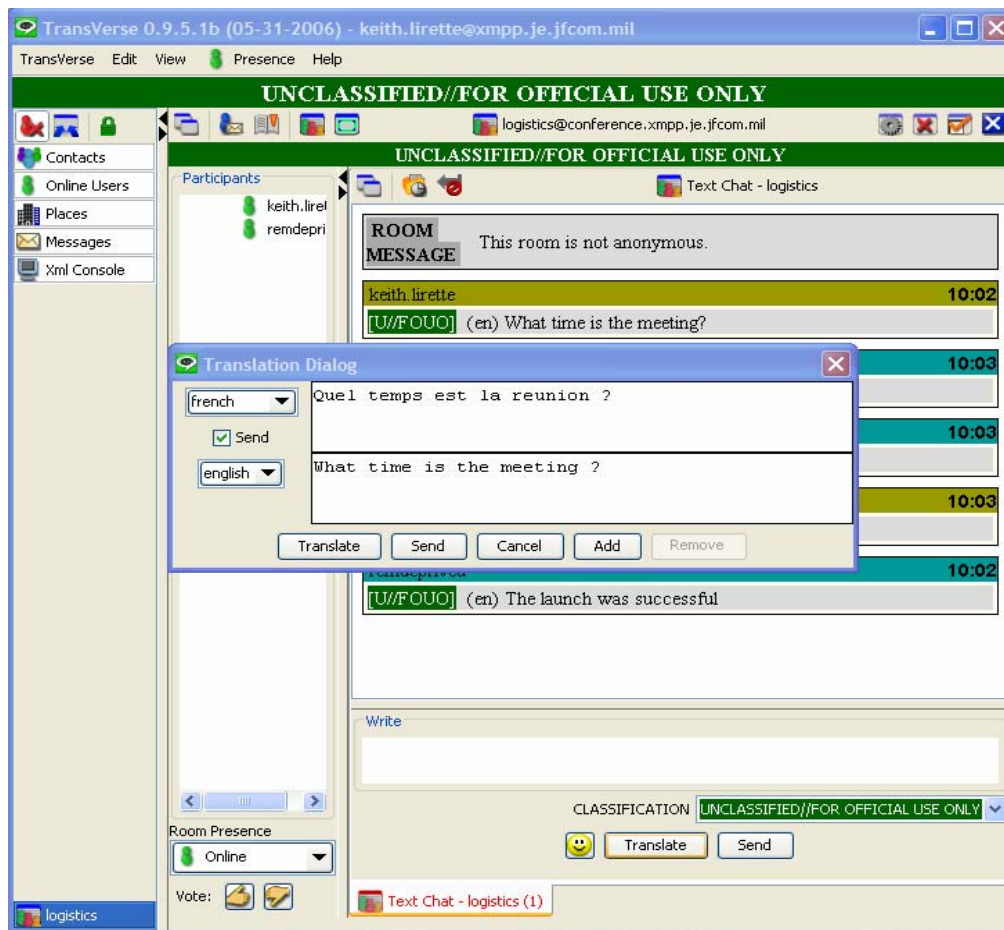 TransVerse 0.9.5.1b (05-31-2006) - keith.lirette@xmpp.je.jfcom.mil
TransVerse Edit View Presence Help
UNCLASSIFIED//FOR OFFICIAL USE ONLY
logistics@conference.xmpp.je.jfcom.mil
UNCLASSIFIED//FOR OFFICIAL USE ONLY
Contacts
Online Users
Places
Messages
Xml Console
Participants
keith.liret
remdepri
Text Chat - logistics
ROOM MESSAGE
This room is not anonymous.
keith.lirette 10:02
[U//FOUO] (en) What time is the meeting?
10:03
10:03
10:03
Translation Dialog
french
Quel temps est la reunion ?
Send
english
What time is the meeting ?
Translate Send Cancel Add Remove
10:02
[U//FOUO] (en) The launch was successful
Write
CLASSIFICATION UNCLASSIFIED//FOR OFFICIAL USE ONLY
Translate Send
Room Presence
Online
Vote:
Text Chat - logistics (1)
logistics